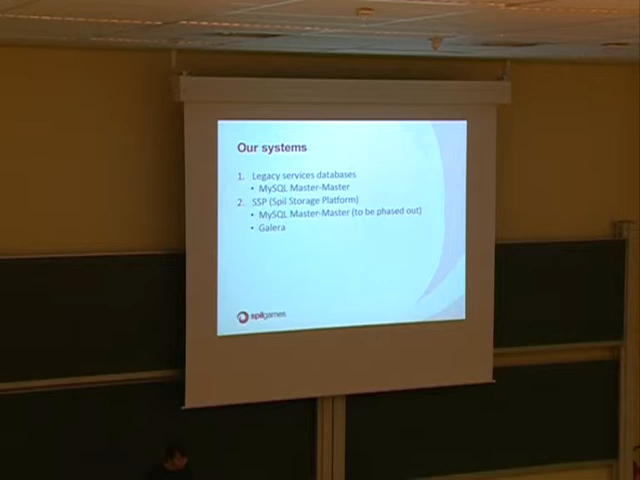 Our systems
1. Legacy services databases
• MySQL Master-Master
2. SSP (Spil Storage Platform)
• MySQL Master-Master (to be phased out)
• Galera
spilgames